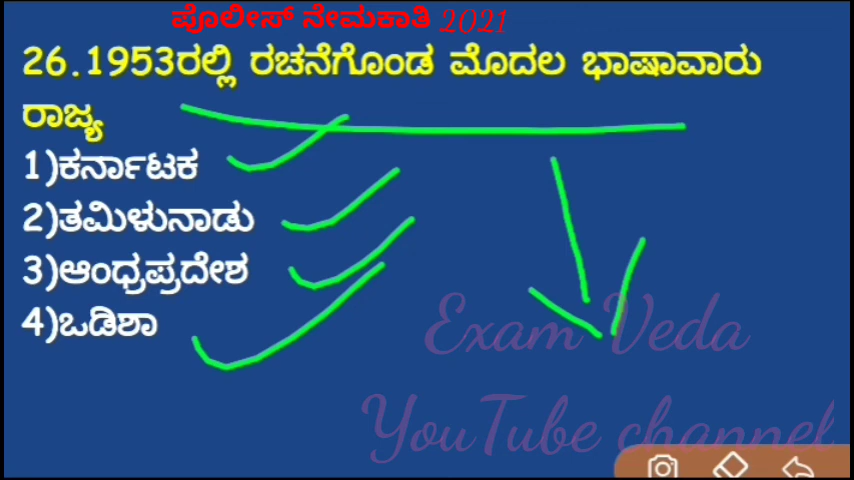 ಪೊಲೀಸ್ ನೇಮಕಾತಿ 2021
26.1953ರಲ್ಲಿ ರಚನೆಗೊಂಡ ಮೊದಲ ಭಾಷಾವಾರು
ರಾಜ್ಯ
1)ಕರ್ನಾಟಕ
2)ತಮಿಳುನಾಡು
3)ಆಂಧ್ರಪ್ರದೇಶ
4)ಒಡಿಶಾ
Exam Veda
YouTube channel